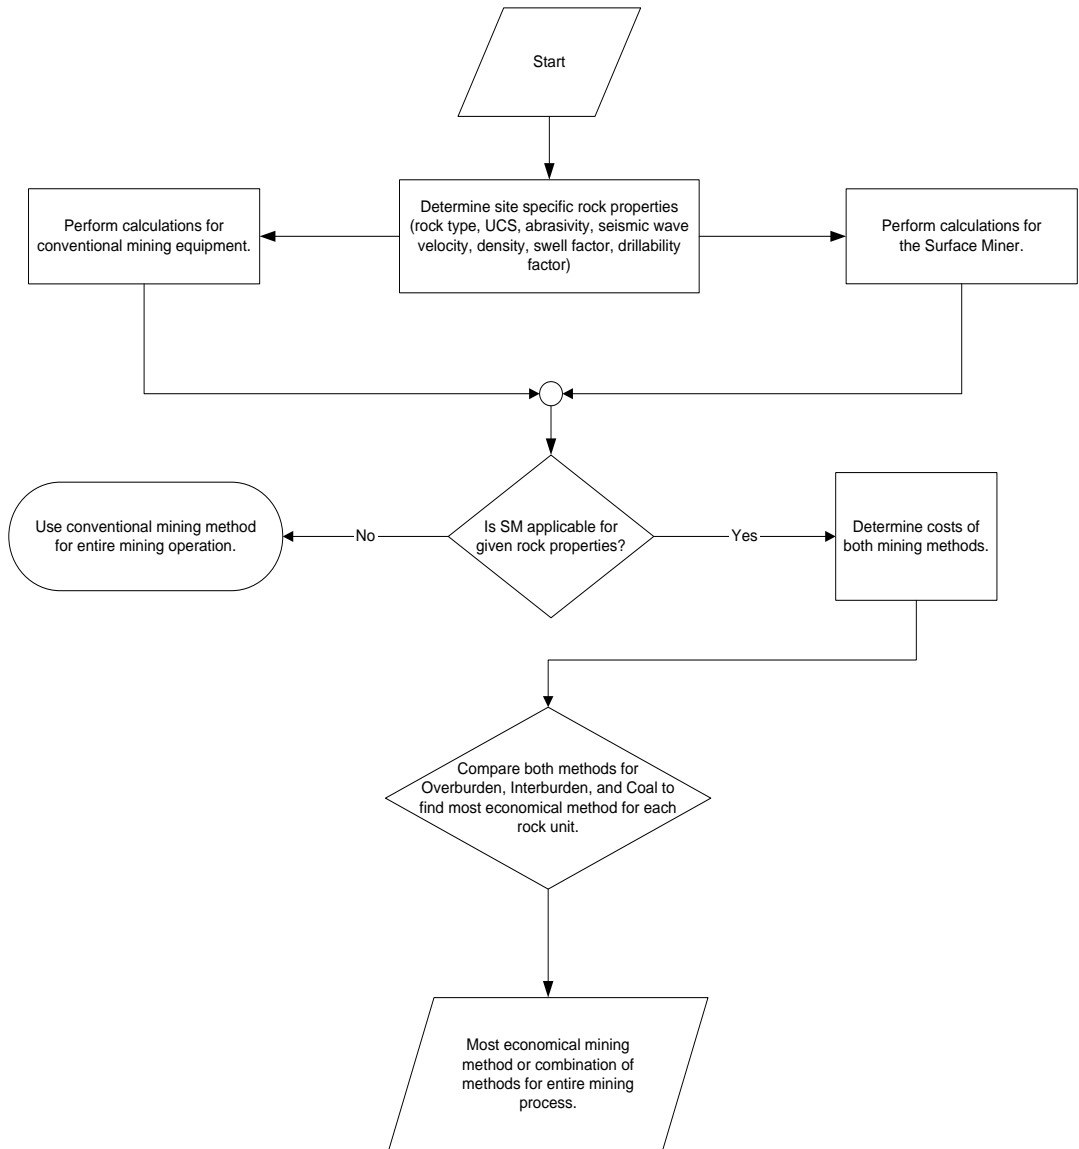 Start
Perform calculations for
conventional mining equipment.
Determine site specific rock properties
(rock type, UCS, abrasivity, seismic wave
velocity, density, swell factor, drillability
factor)
Perform calculations for
the Surface Miner.
Use conventional mining method
for entire mining operation.
No
Is SM applicable for
given rock properties?
Yes
Determine costs of
both mining methods.
Compare both methods for
Overburden, Interburden, and Coal to
find most economical method for each
rock unit.
Most economical mining
method or combination of
methods for entire mining
process.